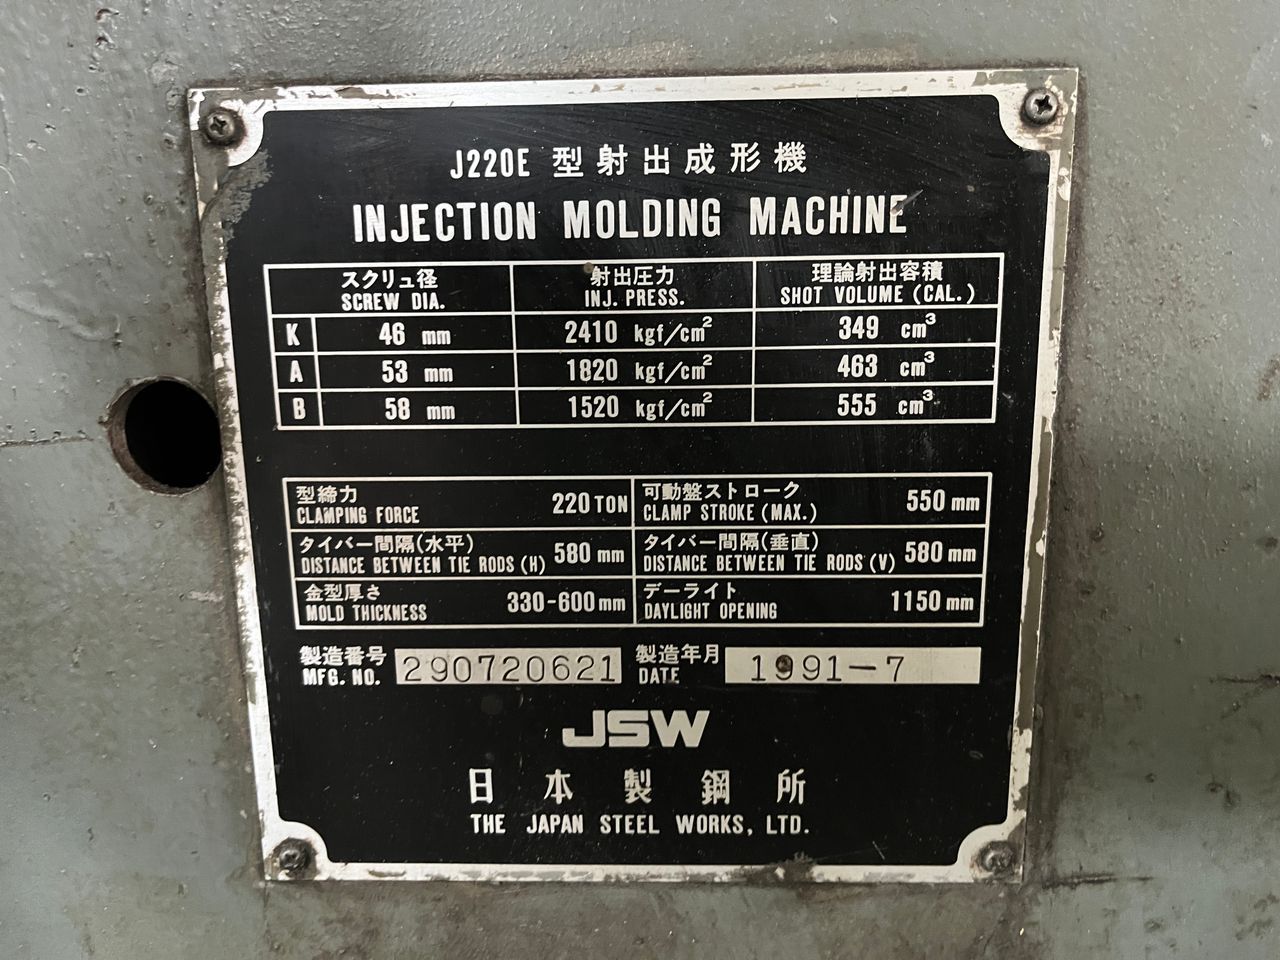 J220E 型射出成形機
INJECTION MOLDING MACHINE
スクリュ径 射出圧力 理論射出容積
SCREW DIA. INJ. PRESS. SHOT VOLUME (CAL.)
K 46 mm 2410 kgf/cm² 349 cm³
A 53 mm 1820 kgf/cm² 463 cm³
B 58 mm 1520 kgf/cm² 555 cm³
型締力 220 TON 可動盤ストローク 550 mm
CLAMPING FORCE CLAMP STROKE (MAX.)
タイバー間隔(水平) 580 mm タイバー間隔(垂直) 580 mm
DISTANCE BETWEEN TIE RODS (H) DISTANCE BETWEEN TIE RODS (V)
金型厚さ 330-600 mm デーライト 1150 mm
MOLD THICKNESS DAYLIGHT OPENING
製造番号 290720621 製造年月 1991-7
MFG. NO. DATE
JSW
日本製鋼所
THE JAPAN STEEL WORKS, LTD.